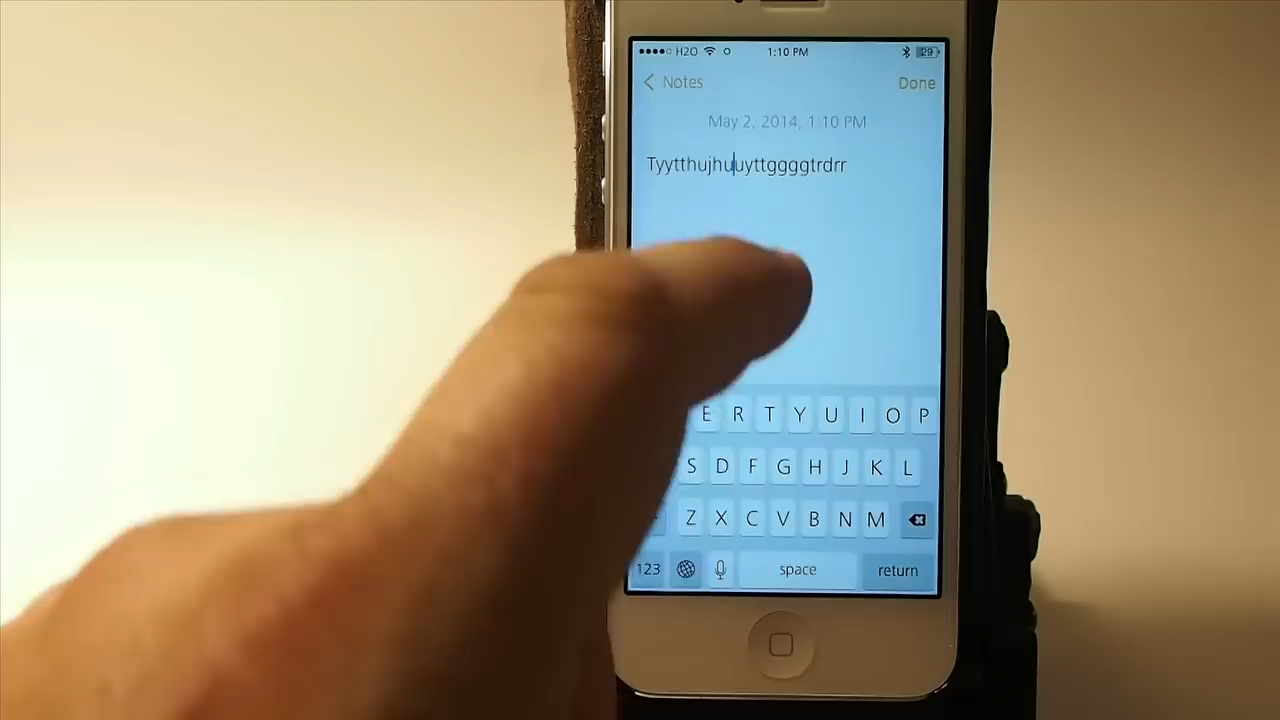 H2O 1:10 PM 29
Notes Done
May 2, 2014, 1:10 PM
Tyytthujhuuyttggggtrdrr
E R T Y U I O P
S D F G H J K L
Z X C V B N M
123 space return